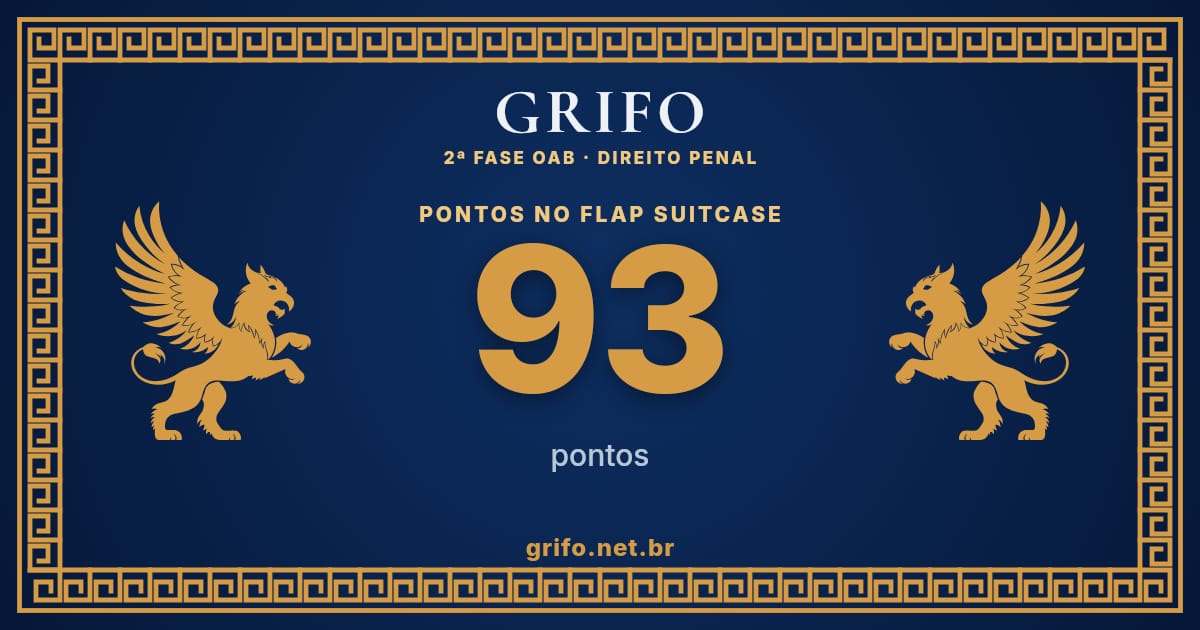 GRIFO
2ª FASE OAB · DIREITO PENAL
PONTOS NO FLAP SUITCASE
93
pontos
grifo.net.br